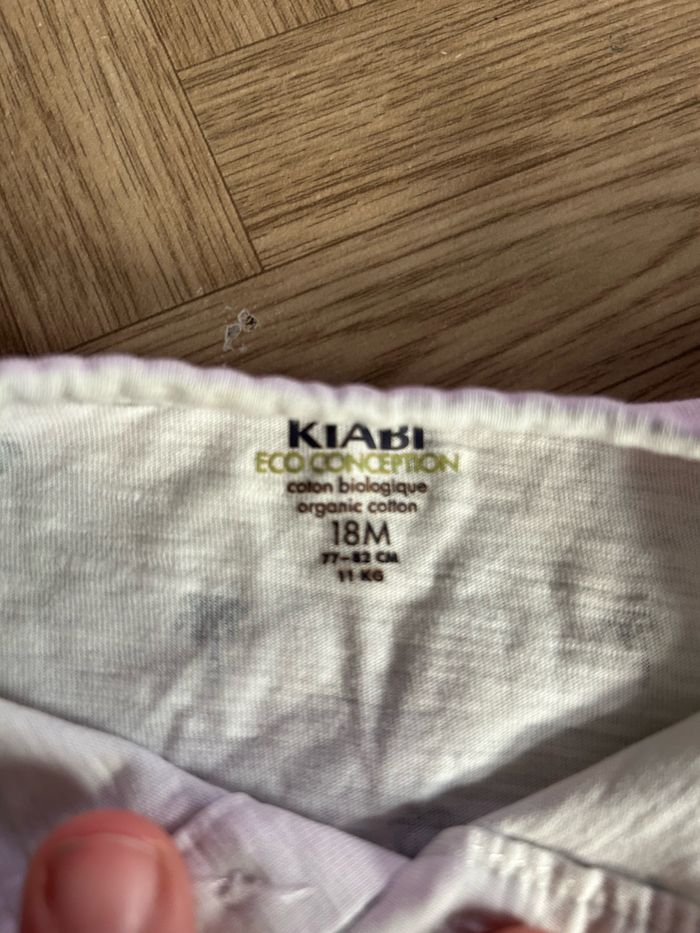 KIABI
ECO CONCEPTION
coton biologique
organic cotton
18M
77-82 CM
11 KG